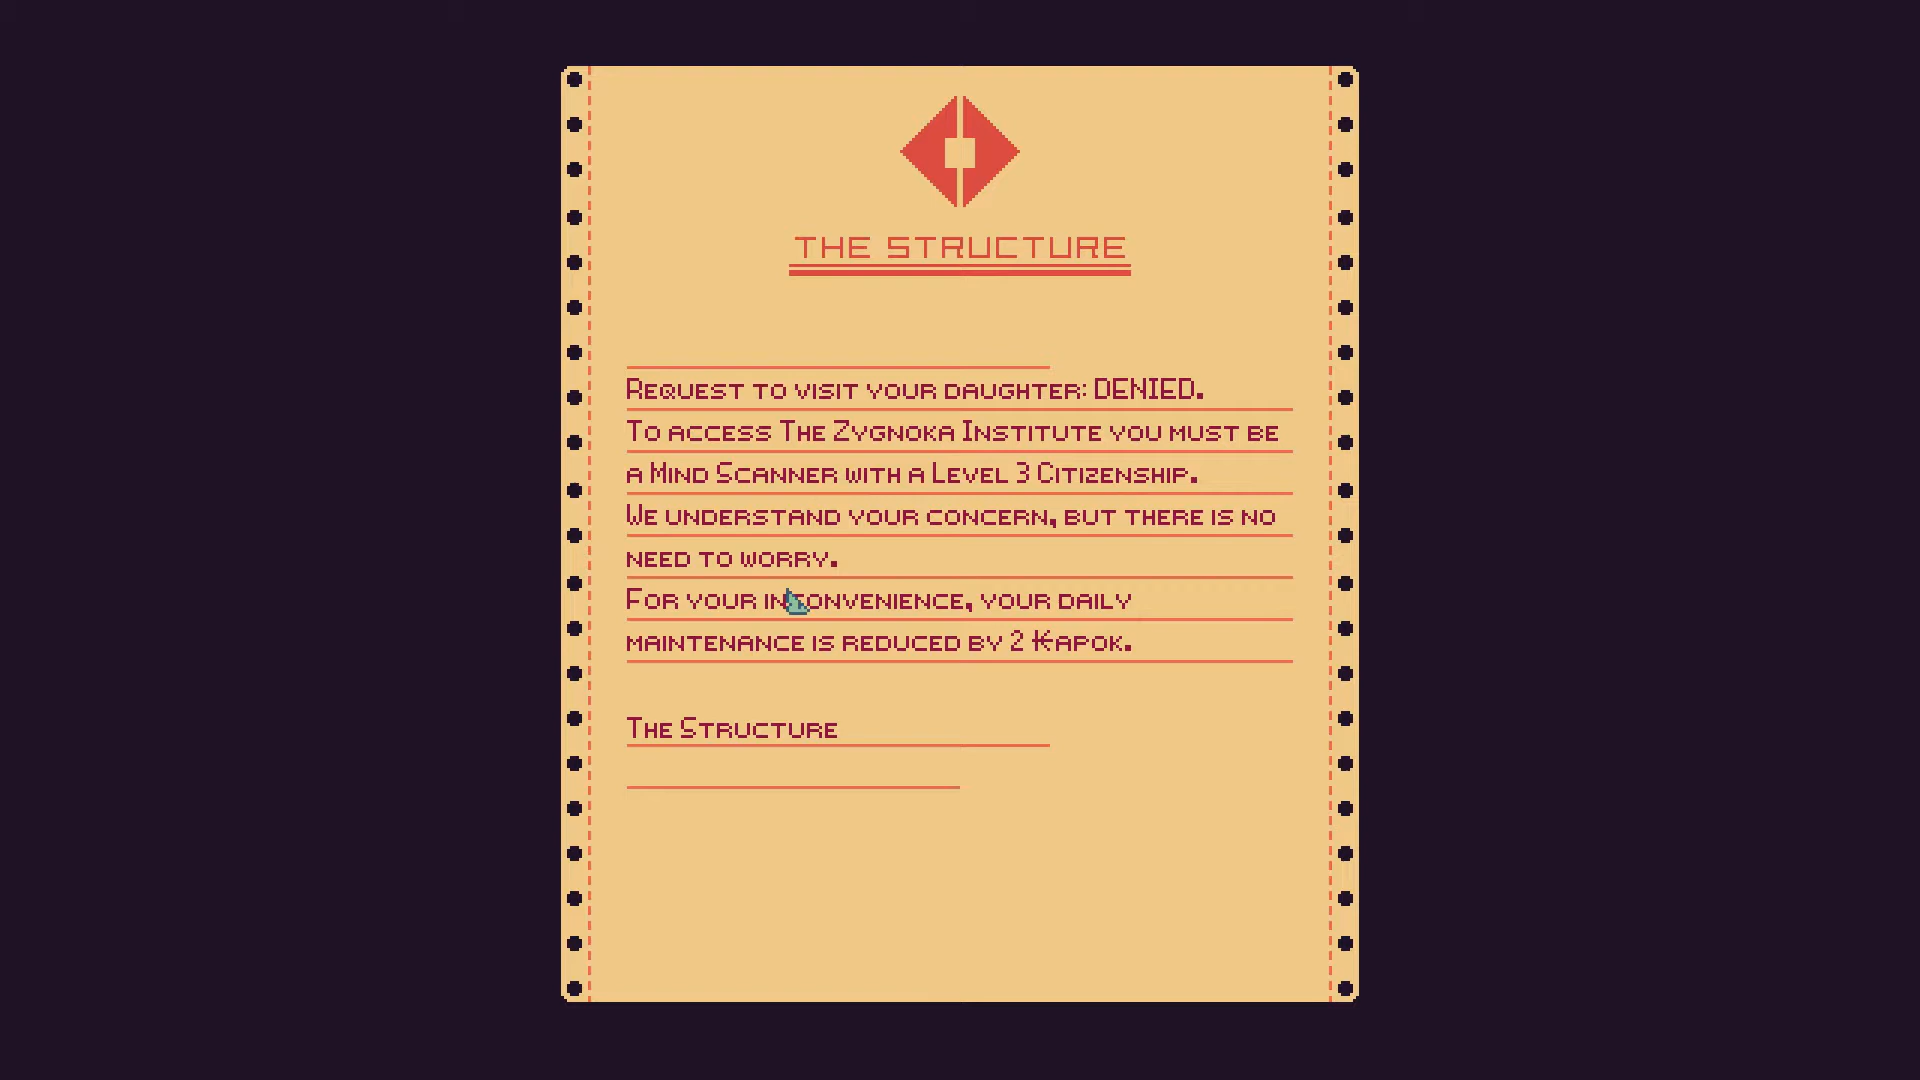 THE STRUCTURE
Request to visit your daughter: DENIED.
To access The Zygnoka Institute you must be
a Mind Scanner with a Level 3 Citizenship.
We understand your concern, but there is no
need to worry.
For your inconvenience, your daily
maintenance is reduced by 2 Kapok.
The Structure